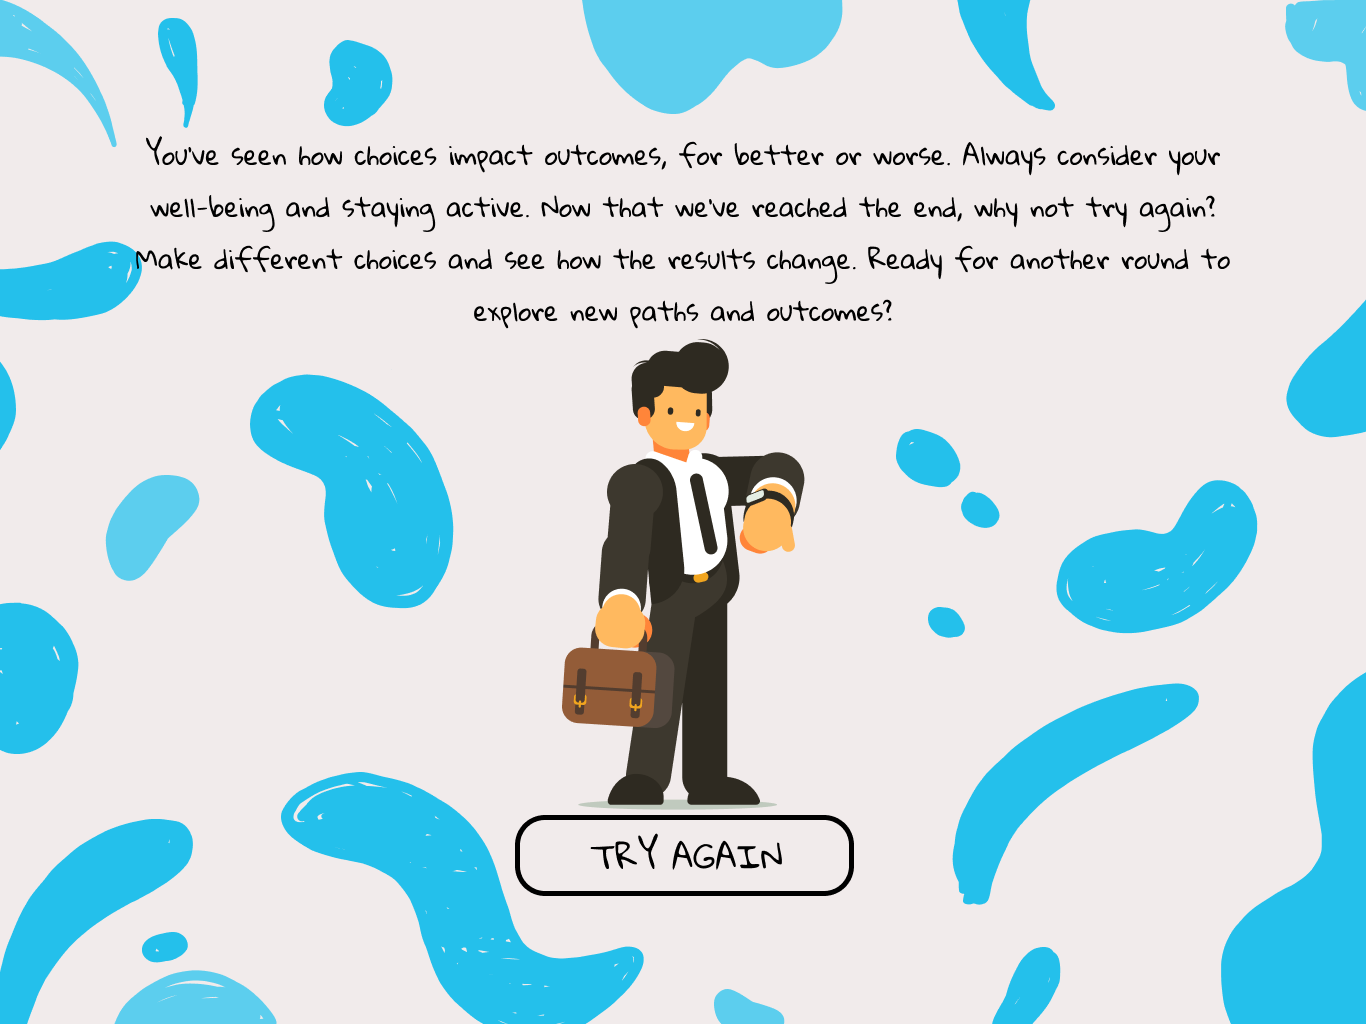 You've seen how choices impact outcomes, for better or worse. Always consider your
well-being and staying active. Now that we've reached the end, why not try again?
Make different choices and see how the results change. Ready for another round to
explore new paths and outcomes?
TRY AGAIN